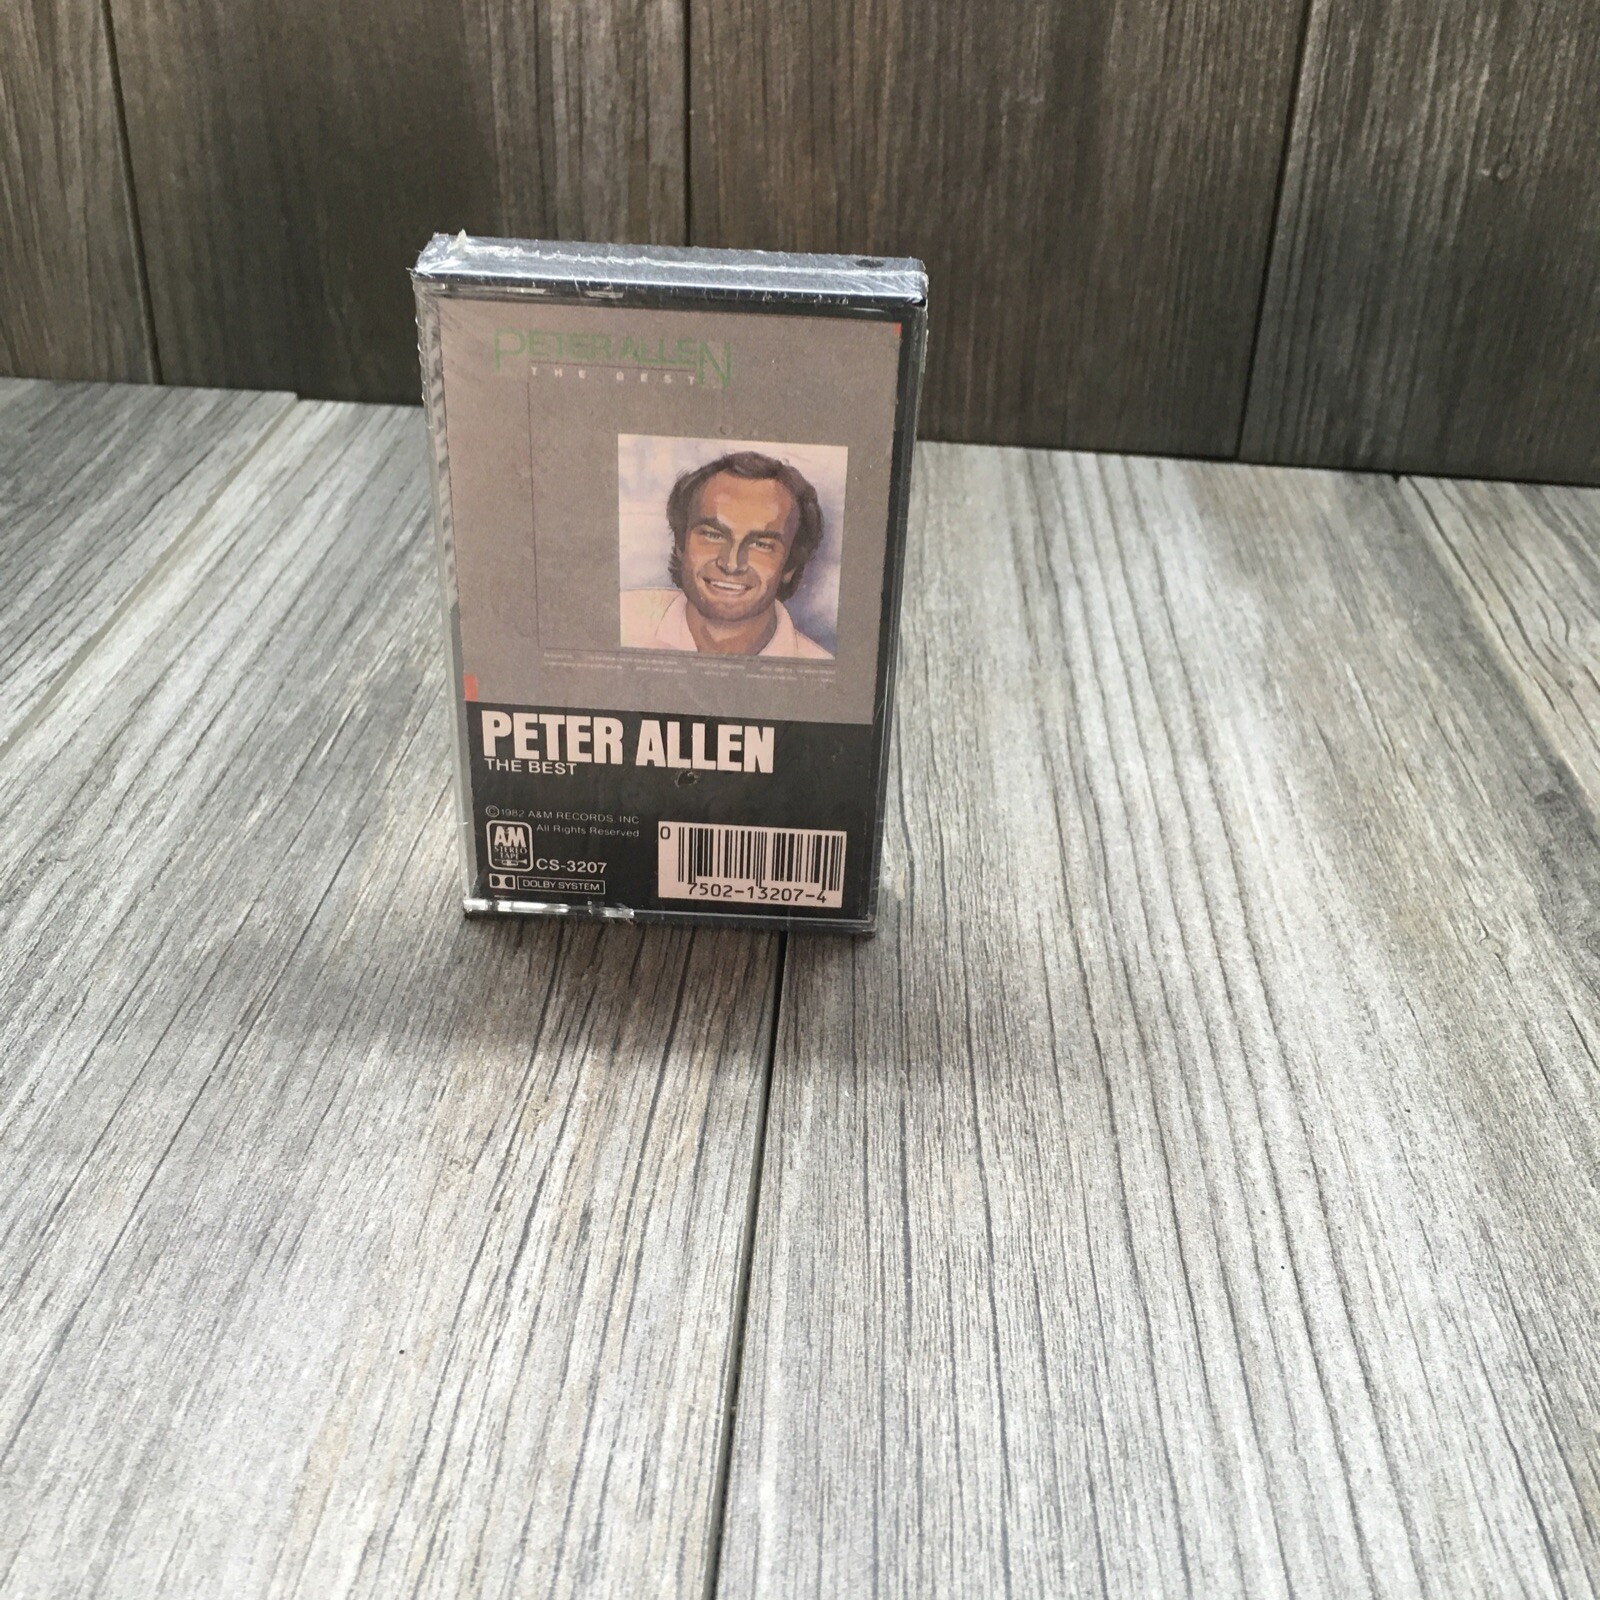 PETER ALLEN
THE BEST
PETER ALLEN
THE BEST
©1982 A&M RECORDS, INC
All Rights Reserved
A&M
STEREO
TAPE
CS-3207
DOLBY SYSTEM
0
7502-13207-4